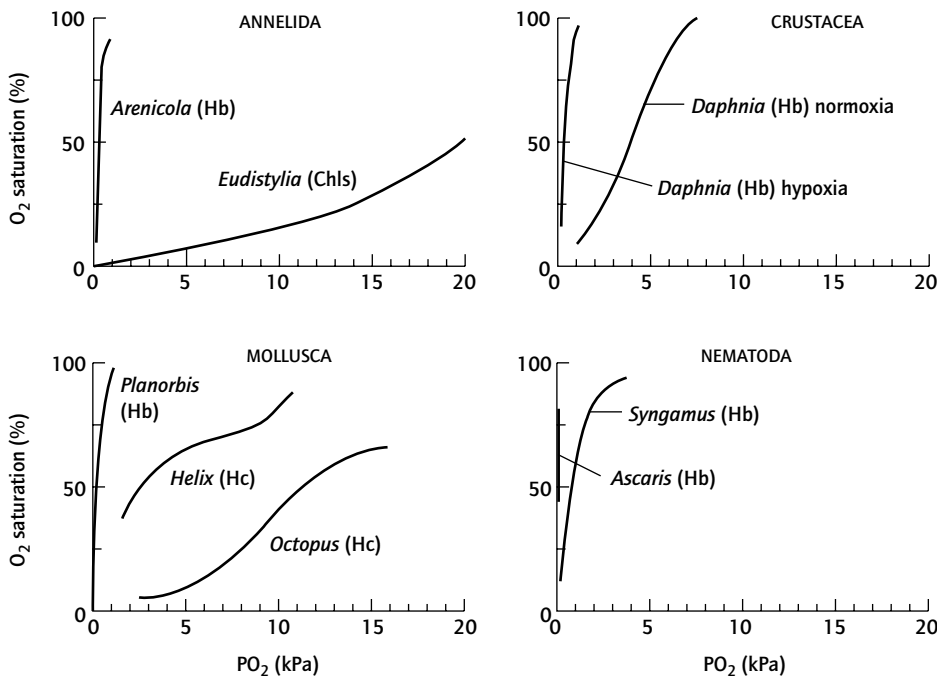 ANNELIDA
O2 saturation (%)
100
50
0
Arenicola (Hb)
Eudistylia (Chls)
0 5 10 15 20
CRUSTACEA
100
50
0
Daphnia (Hb) normoxia
Daphnia (Hb) hypoxia
0 5 10 15 20
MOLLUSCA
O2 saturation (%)
100
50
0
Planorbis
(Hb)
Helix (Hc)
Octopus (Hc)
0 5 10 15 20
PO2 (kPa)
NEMATODA
100
50
0
Syngamus (Hb)
Ascaris (Hb)
0 5 10 15 20
PO2 (kPa)